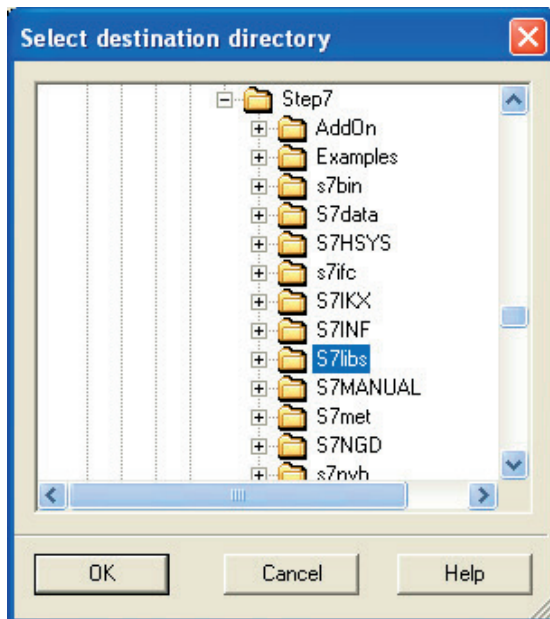 Select destination directory
Step7
AddOn
Examples
s7bin
S7data
S7HSYS
s7ifc
S7IKX
S7INF
S7libs
S7MANUAL
S7met
S7NGD
OK Cancel Help